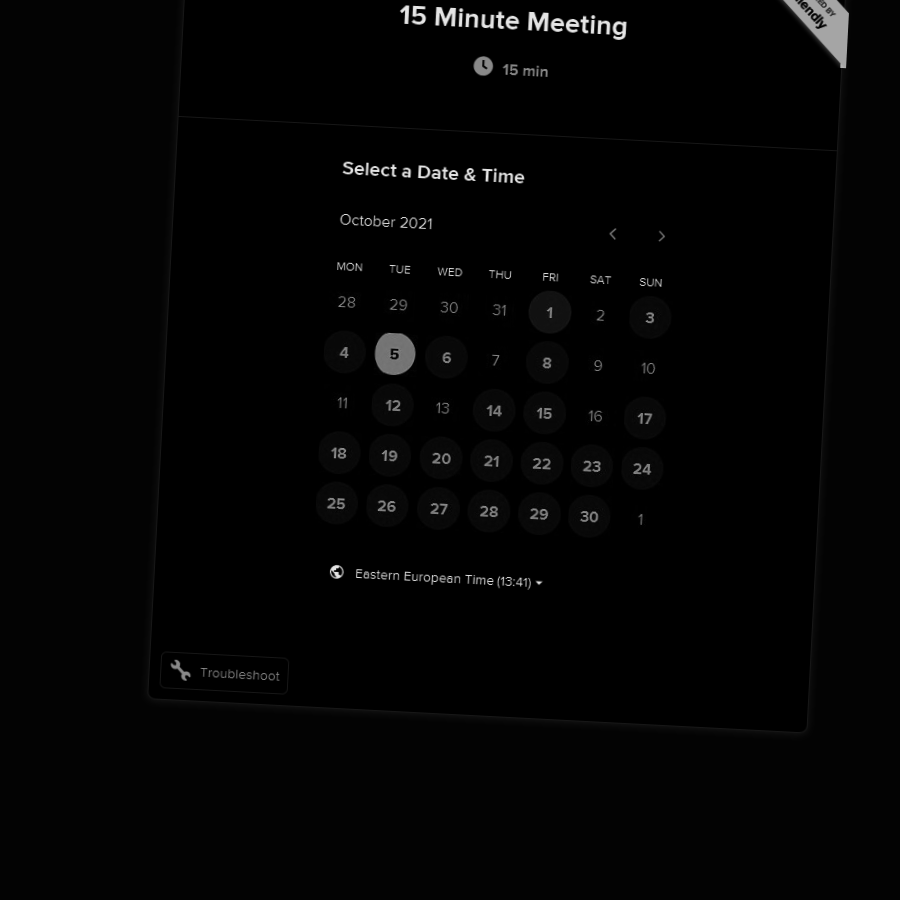 15 Minute Meeting
15 min
Select a Date & Time
October 2021
MON TUE WED THU FRI SAT SUN
28 29 30 31 1 2 3
4 5 6 7 8 9 10
11 12 13 14 15 16 17
18 19 20 21 22 23 24
25 26 27 28 29 30 1
Eastern European Time (13:41)
Troubleshoot